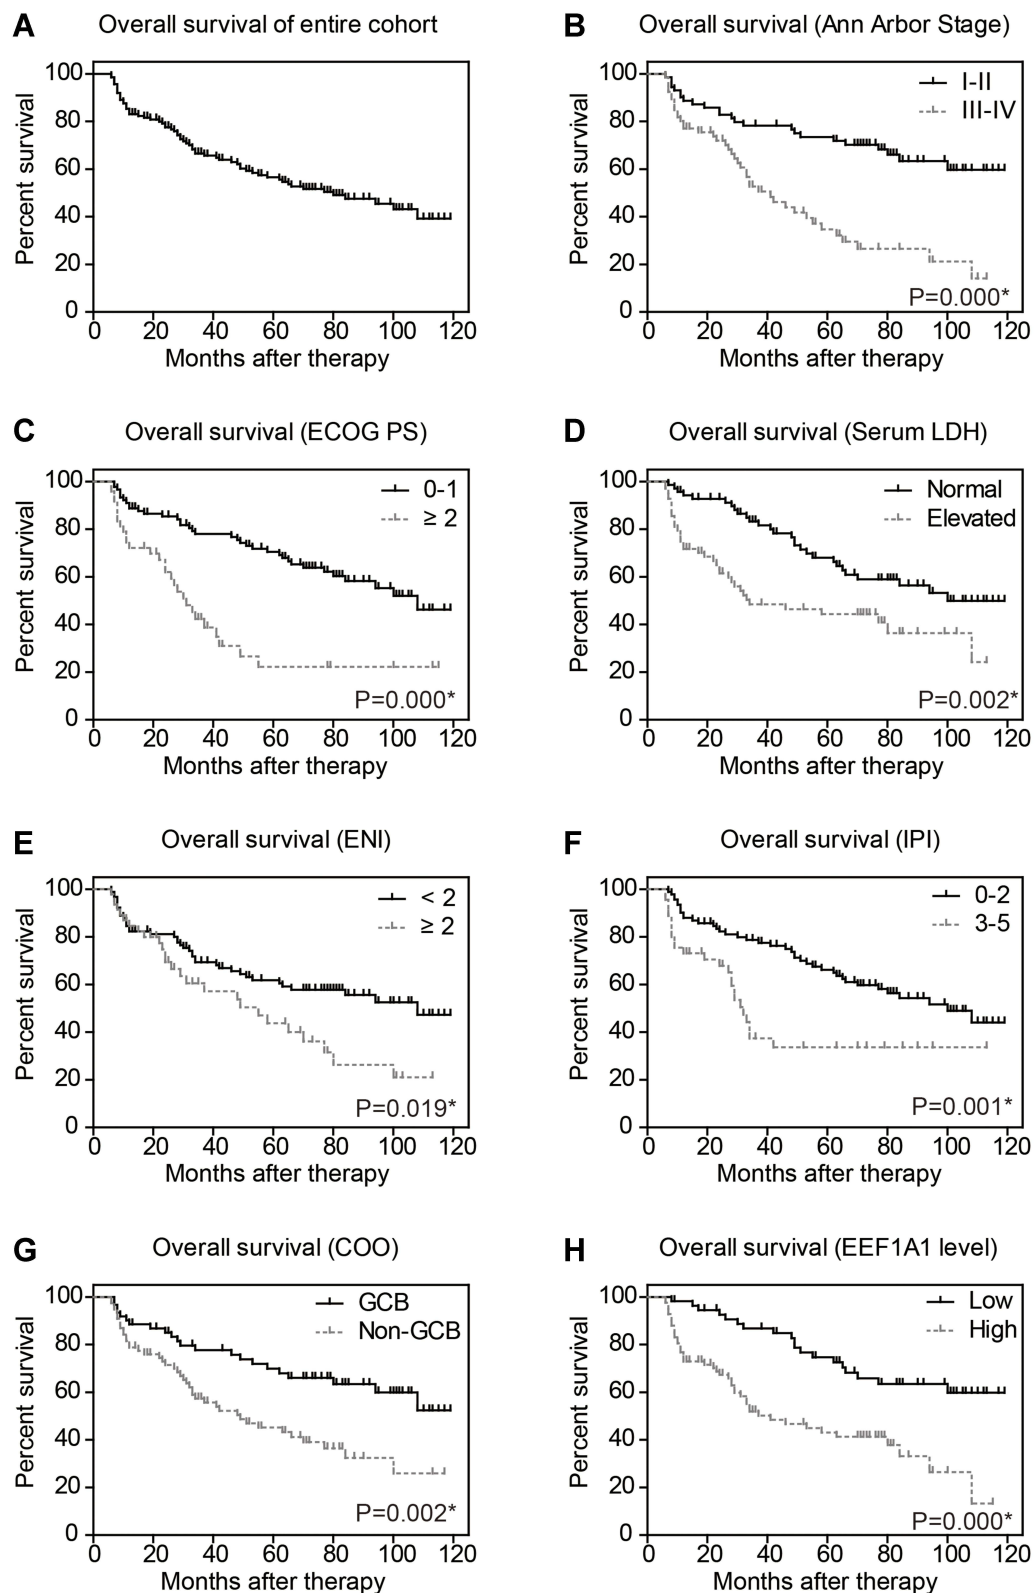 A Overall survival of entire cohort
Percent survival
100
80
60
40
20
0
0 20 40 60 80 100 120
Months after therapy
B Overall survival (Ann Arbor Stage)
Percent survival
100
80
60
40
20
0
I-II
III-IV
P=0.000*
0 20 40 60 80 100 120
Months after therapy
C Overall survival (ECOG PS)
Percent survival
100
80
60
40
20
0
0-1
≥ 2
P=0.000*
0 20 40 60 80 100 120
Months after therapy
D Overall survival (Serum LDH)
Percent survival
100
80
60
40
20
0
Normal
Elevated
P=0.002*
0 20 40 60 80 100 120
Months after therapy
E Overall survival (ENI)
Percent survival
100
80
60
40
20
0
< 2
≥ 2
P=0.019*
0 20 40 60 80 100 120
Months after therapy
F Overall survival (IPI)
Percent survival
100
80
60
40
20
0
0-2
3-5
P=0.001*
0 20 40 60 80 100 120
Months after therapy
G Overall survival (COO)
Percent survival
100
80
60
40
20
0
GCB
Non-GCB
P=0.002*
0 20 40 60 80 100 120
Months after therapy
H Overall survival (EEF1A1 level)
Percent survival
100
80
60
40
20
0
Low
High
P=0.000*
0 20 40 60 80 100 120
Months after therapy